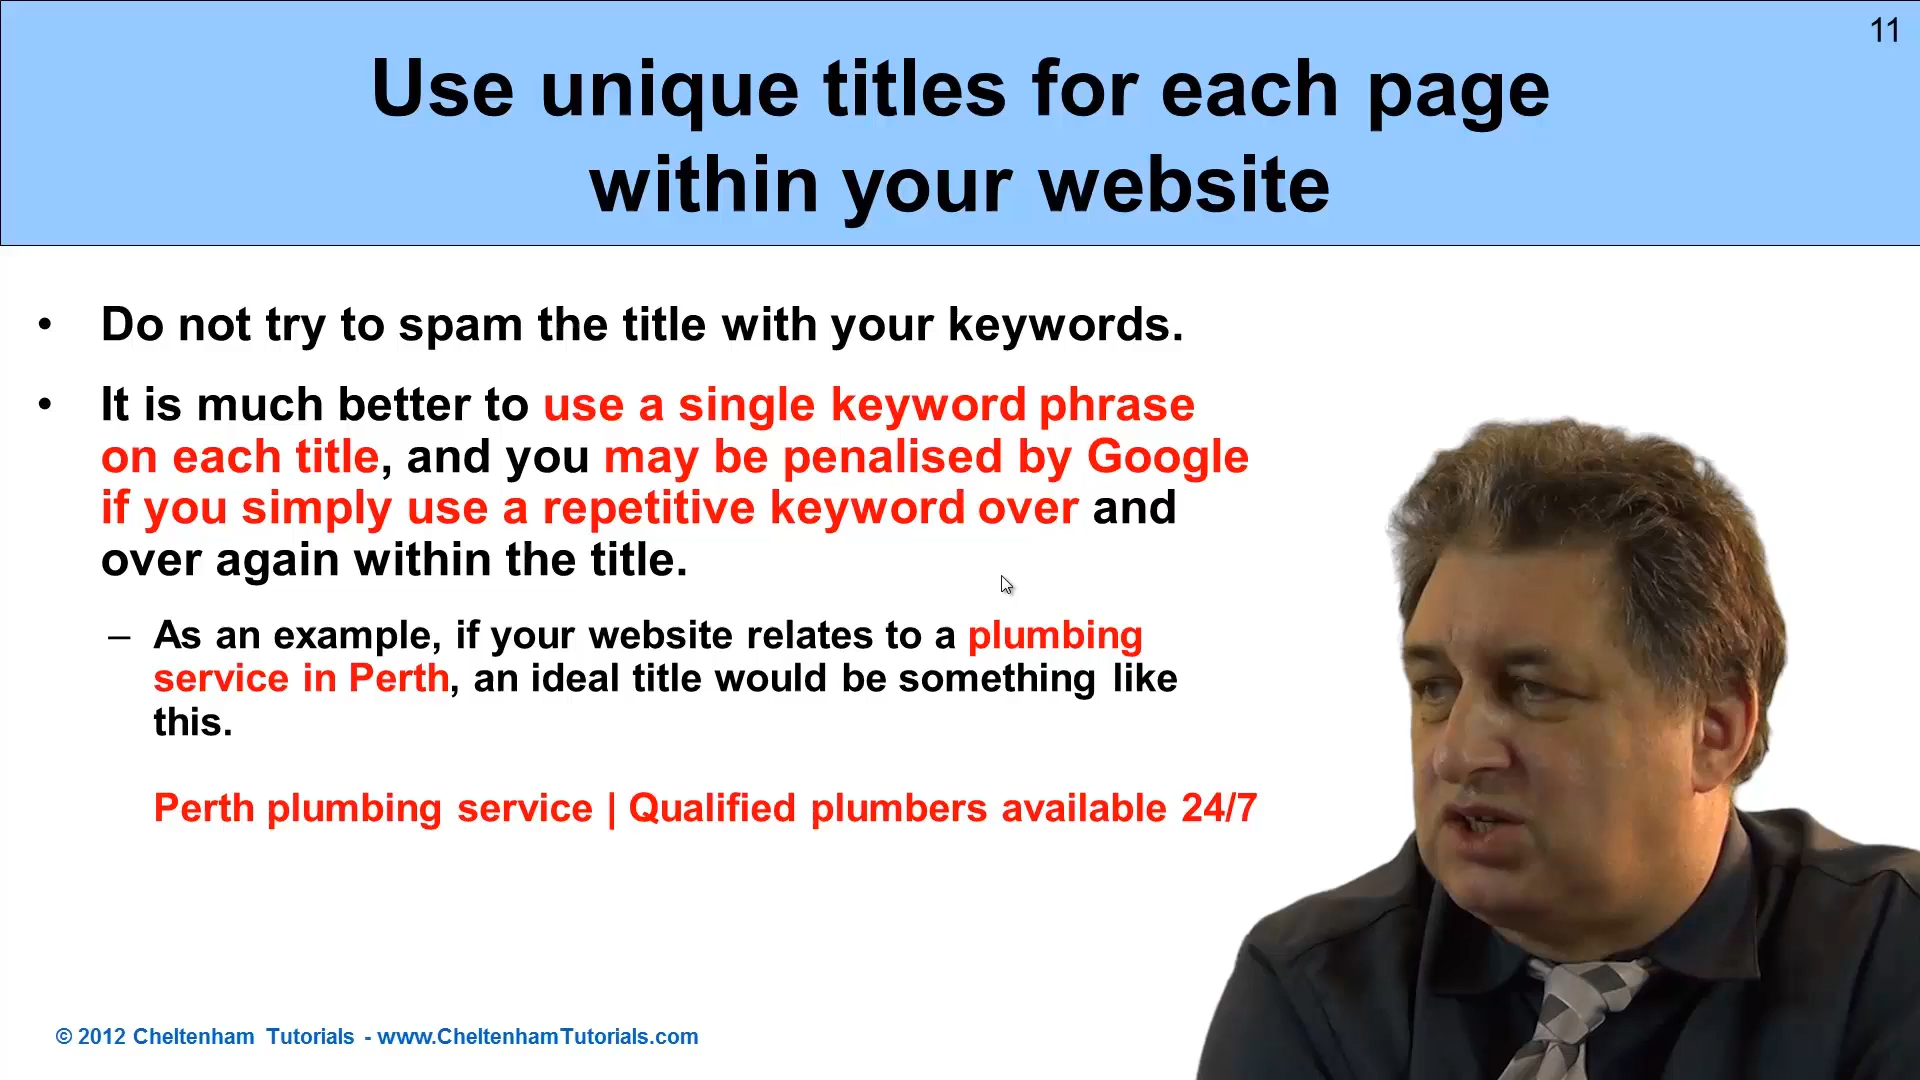 11
Use unique titles for each page
within your website
• Do not try to spam the title with your keywords.
• It is much better to use a single keyword phrase
on each title, and you may be penalised by Google
if you simply use a repetitive keyword over and
over again within the title.
– As an example, if your website relates to a plumbing
service in Perth, an ideal title would be something like
this.
Perth plumbing service | Qualified plumbers available 24/7
© 2012 Cheltenham Tutorials - www.CheltenhamTutorials.com